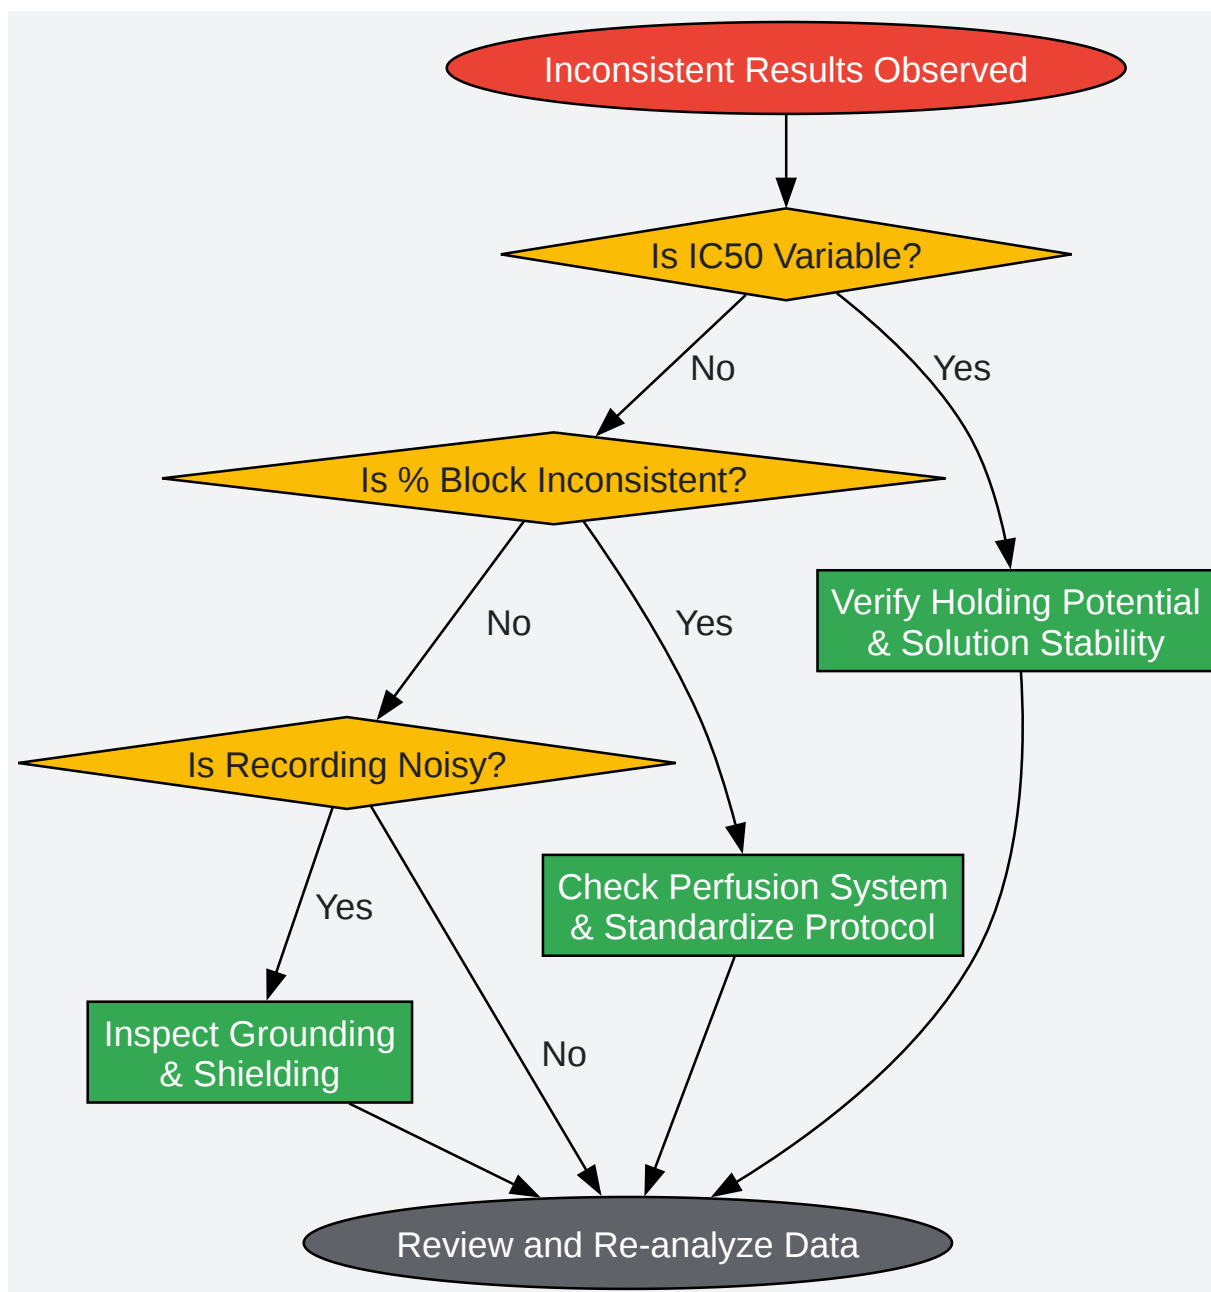 Inconsistent Results Observed
Is IC50 Variable?
No
Yes
Is % Block Inconsistent?
No
Yes
Verify Holding Potential
& Solution Stability
Is Recording Noisy?
Yes
No
Check Perfusion System
& Standardize Protocol
Inspect Grounding
& Shielding
Review and Re-analyze Data